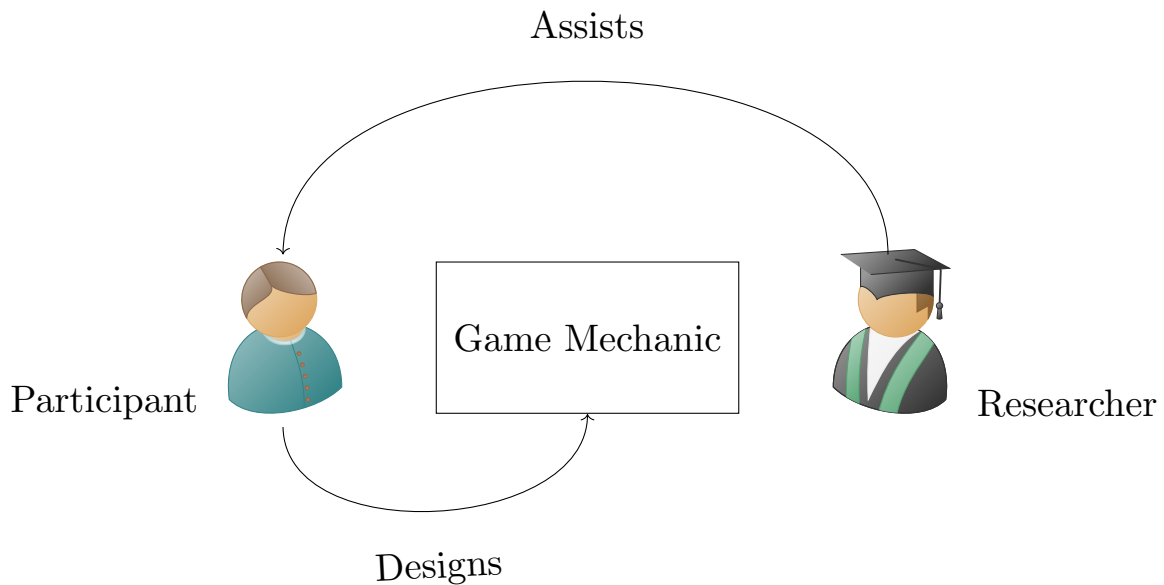 Assists
Game Mechanic
Participant
Researcher
Designs